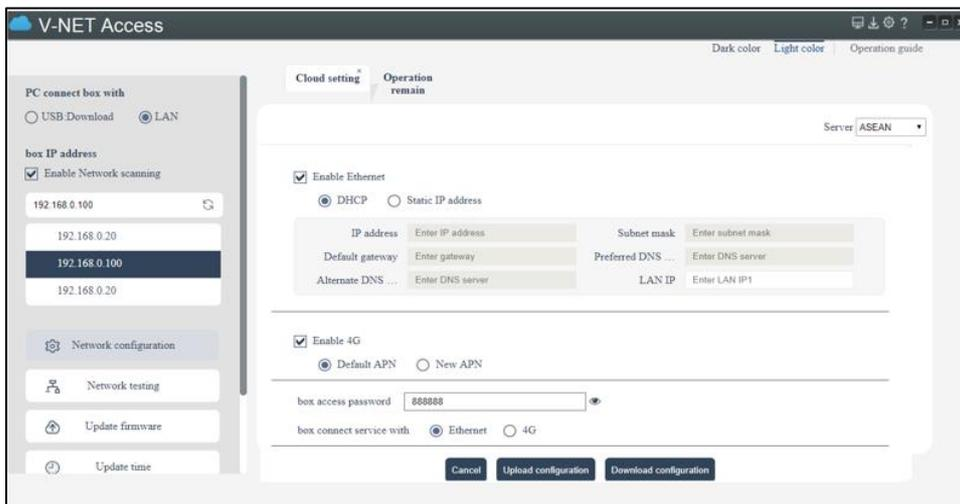 V-NET Access
Dark color Light color Operation guide
PC connect box with
USB:Download LAN
box IP address
Enable Network scanning
192.168.0.100
192.168.0.20
192.168.0.100
192.168.0.20
Network configuration
Network testing
Update firmware
Update time
Cloud setting
Operation
remain
Server ASEAN
Enable Ethernet
DHCP Static IP address
IP address Enter IP address Subnet mask Enter subnet mask
Default gateway Enter gateway Preferred DNS ... Enter DNS server
Alternate DNS ... Enter DNS server LAN IP Enter LAN IP1
Enable 4G
Default APN New APN
box access password 888888
box connect service with Ethernet 4G
Cancel Upload configuration Download configuration